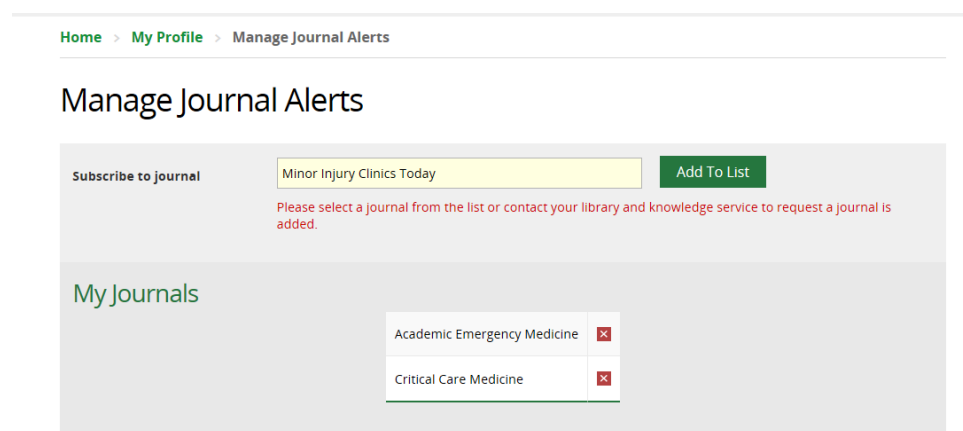 Home > My Profile > Manage Journal Alerts
Manage Journal Alerts
Subscribe to journal
Minor Injury Clinics Today
Add To List
Please select a journal from the list or contact your library and knowledge service to request a journal is
added.
My Journals
Academic Emergency Medicine
Critical Care Medicine